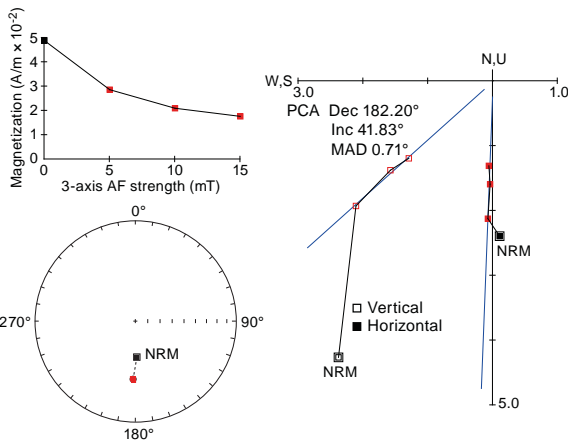 Magnetization (A/m × 10⁻²)
5
4
3
2
1
0
0
5
10
15
3-axis AF strength (mT)
0°
270°
90°
180°
NRM
N,U
W,S
3.0
1.0
PCA Dec 182.20°
Inc 41.83°
MAD 0.71°
NRM
Vertical
Horizontal
NRM
5.0